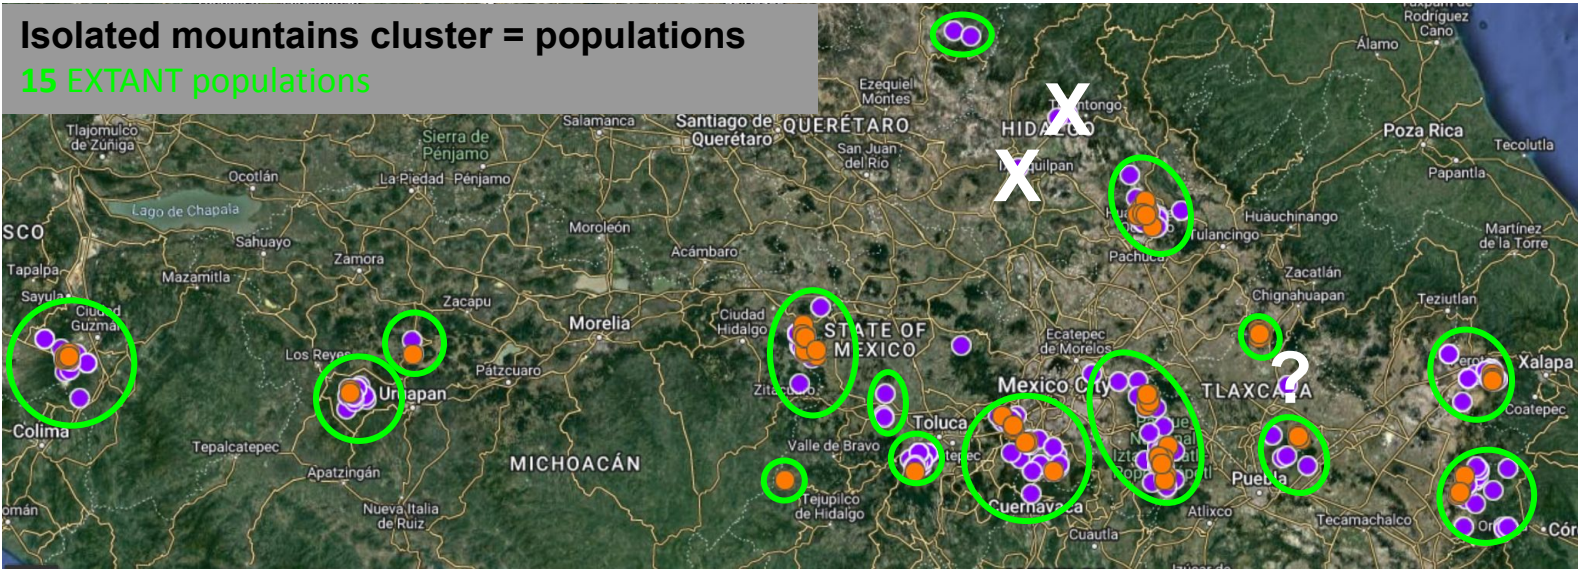 Isolated mountains cluster = populations
15 EXTANT populations
Rodriguez
Cano
Álamo
Ezequiel
Montes
X
Tlajomulco
de Zúñiga
Sierra de
Pénjamo
Salamanca
Santiago de
Querétaro
QUERÉTARO
HIDALGO
Poza Rica
Tecolutla
San Juan
del Río
X
Papantla
Ocotlán
La Piedad
Pénjamo
Lago de Chapala
Sahuayo
Moroleón
Huauchinango
Martínez
de la Torre
Tulancingo
SCO
Zamora
Acámbaro
Pachuca
Tapalpa
Mazamitla
Zacatlán
Sayula
Ciudad
Guzmán
Zacapu
Chignahuapan
Teziutlan
Morelia
Ciudad
Hidalgo
STATE OF
MEXICO
Ecatepec
de Morelos
Los Reyes
Pátzcuaro
?
Xalapa
Uruapan
Mexico City
TLAXCALA
Coatepec
Colima
Toluca
Tepalcatepec
Valle de Bravo
MICHOACÁN
Apatzingán
Puebla
Tejupilco
de Hidalgo
Cuernavaca
Nueva Italia
de Ruiz
Atlixco
Tecamachalco
Cuautla